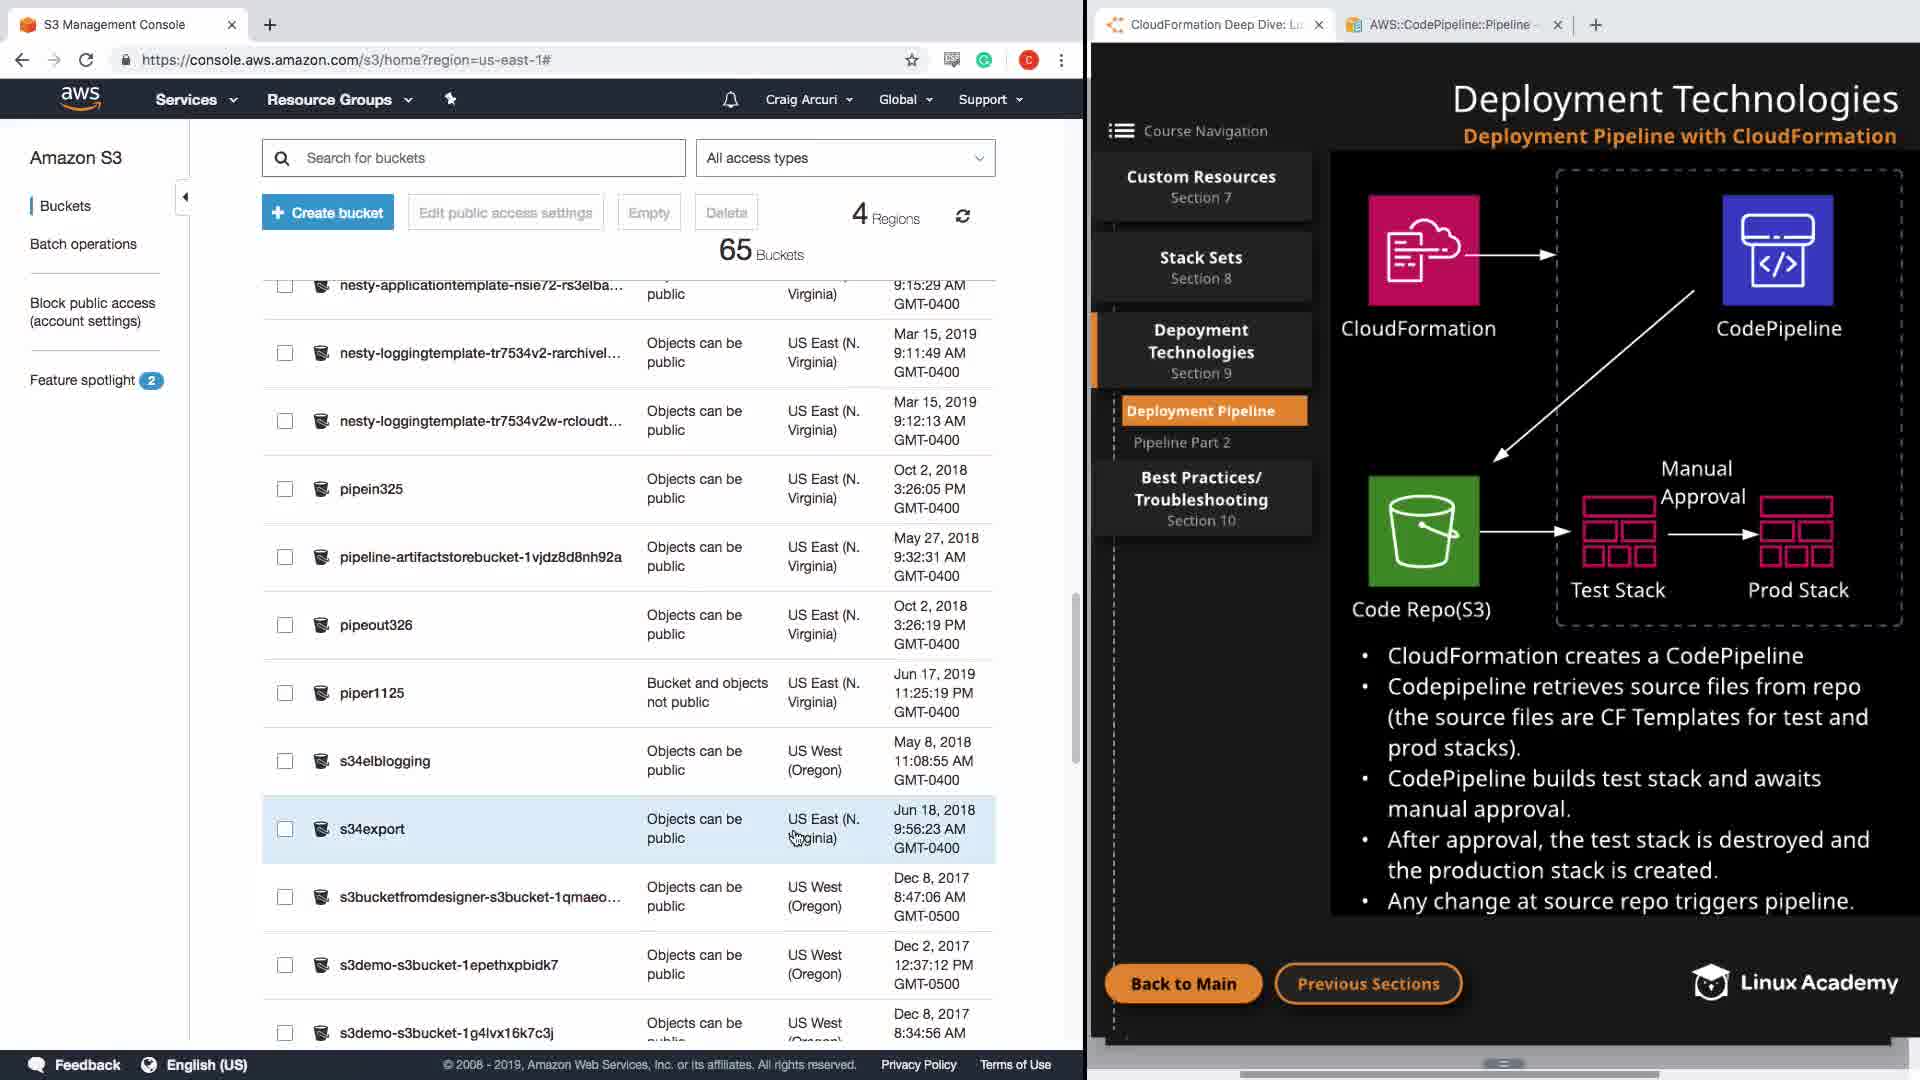 S3 Management Console
https://console.aws.amazon.com/s3/home?region=us-east-1#
aws
Services
Resource Groups
Craig Arcuri
Global
Support
Amazon S3
Buckets
Batch operations
Block public access
(account settings)
Feature spotlight 2
Search for buckets
All access types
+ Create bucket
Edit public access settings
Empty
Delete
4 Regions
65 Buckets
nesty-applicationtemplate-nsie72-rs3elba...
public
Virginia)
9:15:29 AM
GMT-0400
nesty-loggingtemplate-tr7534v2-rarchivel...
Objects can be
public
US East (N.
Virginia)
Mar 15, 2019
9:11:49 AM
GMT-0400
nesty-loggingtemplate-tr7534v2w-rcloudt...
Objects can be
public
US East (N.
Virginia)
Mar 15, 2019
9:12:13 AM
GMT-0400
pipein325
Objects can be
public
US East (N.
Virginia)
Oct 2, 2018
3:26:05 PM
GMT-0400
pipeline-artifactstorebucket-1vjdz8d8nh92a
Objects can be
public
US East (N.
Virginia)
May 27, 2018
9:32:31 AM
GMT-0400
pipeout326
Objects can be
public
US East (N.
Virginia)
Oct 2, 2018
3:26:19 PM
GMT-0400
piper1125
Bucket and objects
not public
US East (N.
Virginia)
Jun 17, 2019
11:25:19 PM
GMT-0400
s34elblogging
Objects can be
public
US West
(Oregon)
May 8, 2018
11:08:55 AM
GMT-0400
s34export
Objects can be
public
US East (N.
Jun 18, 2018
9:56:23 AM
GMT-0400
s3bucketfromdesigner-s3bucket-1qmaeo...
Objects can be
public
US West
(Oregon)
Dec 8, 2017
8:47:06 AM
GMT-0500
s3demo-s3bucket-1epethxpbidk7
Objects can be
public
US West
(Oregon)
Dec 2, 2017
12:37:12 PM
GMT-0500
s3demo-s3bucket-1g4lvx16k7c3j
Objects can be
US West
Dec 8, 2017
8:34:56 AM
Feedback
English (US)
© 2008 - 2019, Amazon Web Services, Inc. or its affiliates. All rights reserved.
Privacy Policy
Terms of Use
CloudFormation Deep Dive:
AWS::CodePipeline::Pipeline
Deployment Technologies
Deployment Pipeline with CloudFormation
Course Navigation
Custom Resources
Section 7
Stack Sets
Section 8
Depoyment
Technologies
Section 9
Deployment Pipeline
Pipeline Part 2
Best Practices/
Troubleshooting
Section 10
CloudFormation
CodePipeline
Manual
Approval
Code Repo(S3)
Test Stack
Prod Stack
• CloudFormation creates a CodePipeline
• Codepipeline retrieves source files from repo
(the source files are CF Templates for test and
prod stacks).
• CodePipeline builds test stack and awaits
manual approval.
• After approval, the test stack is destroyed and
the production stack is created.
• Any change at source repo triggers pipeline.
Back to Main
Previous Sections
Linux Academy